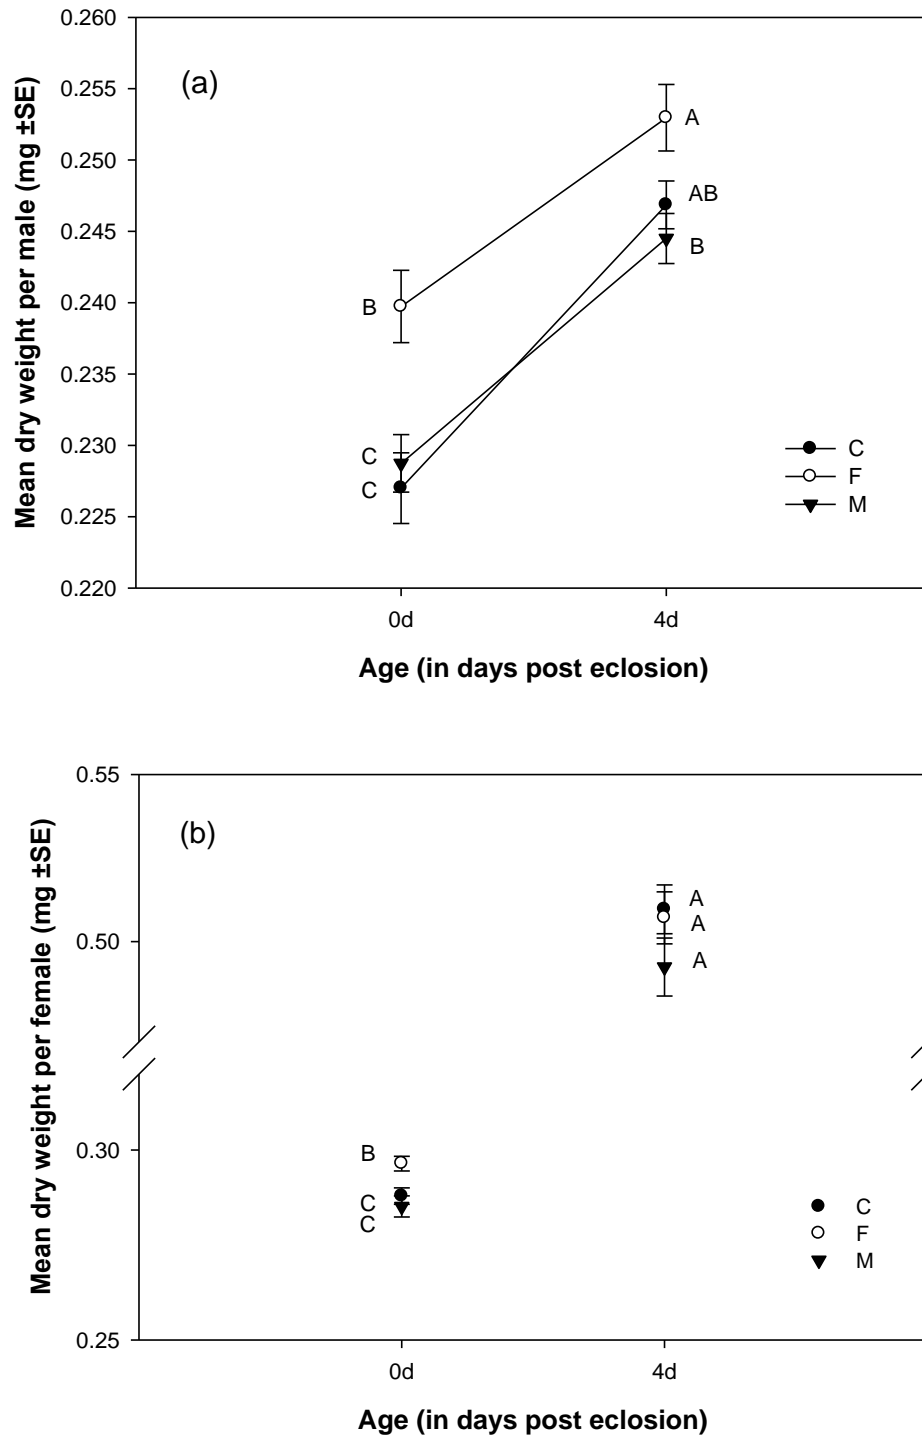 0.260
(a)
0.255
A
0.250
AB
0.245
B
0.240
B
0.235
0.230
C
C
C
F
0.225
M
0.220
Mean dry weight per male (mg ±SE)
0d
4d
Age (in days post eclosion)
0.55
(b)
A
A
0.50
A
Mean dry weight per female (mg ±SE)
0.30
B
C
C
C
F
M
0.25
0d
4d
Age (in days post eclosion)